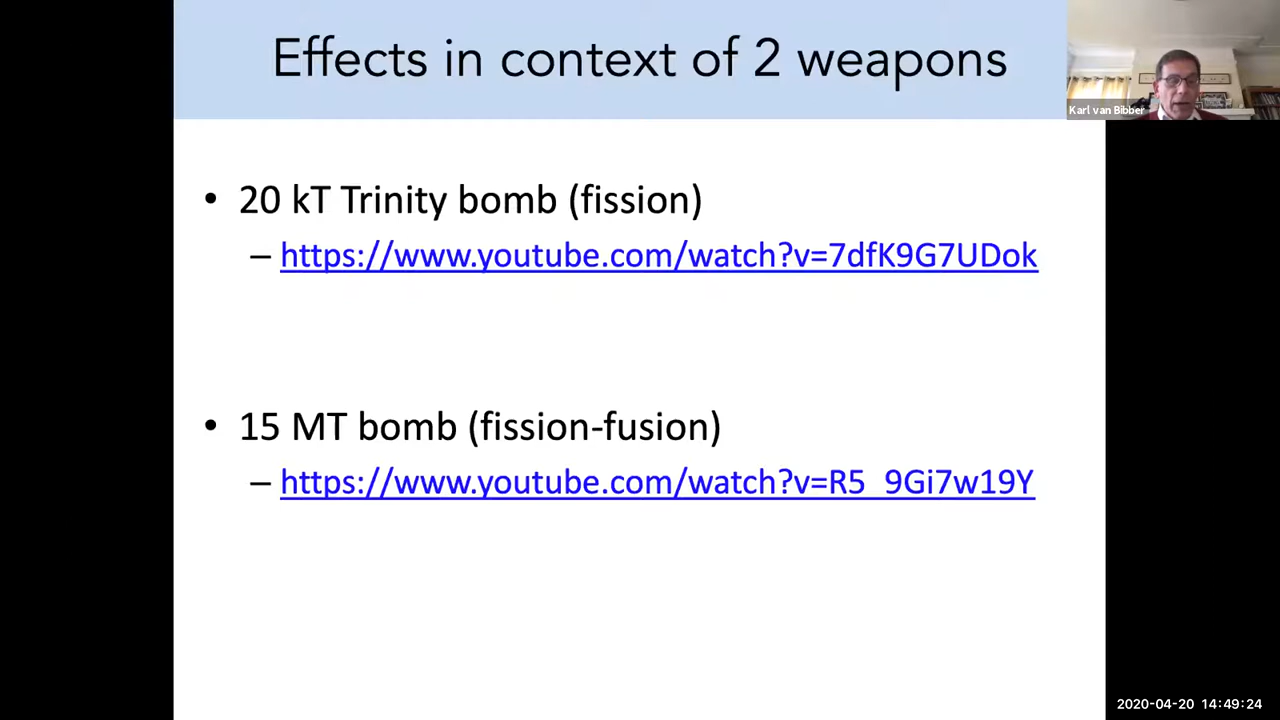 Effects in context of 2 weapons
Karl van Bibber
• 20 kT Trinity bomb (fission)
– https://www.youtube.com/watch?v=7dfK9G7UDok
• 15 MT bomb (fission-fusion)
– https://www.youtube.com/watch?v=R5_9Gi7w19Y
2020-04-20 14:49:24